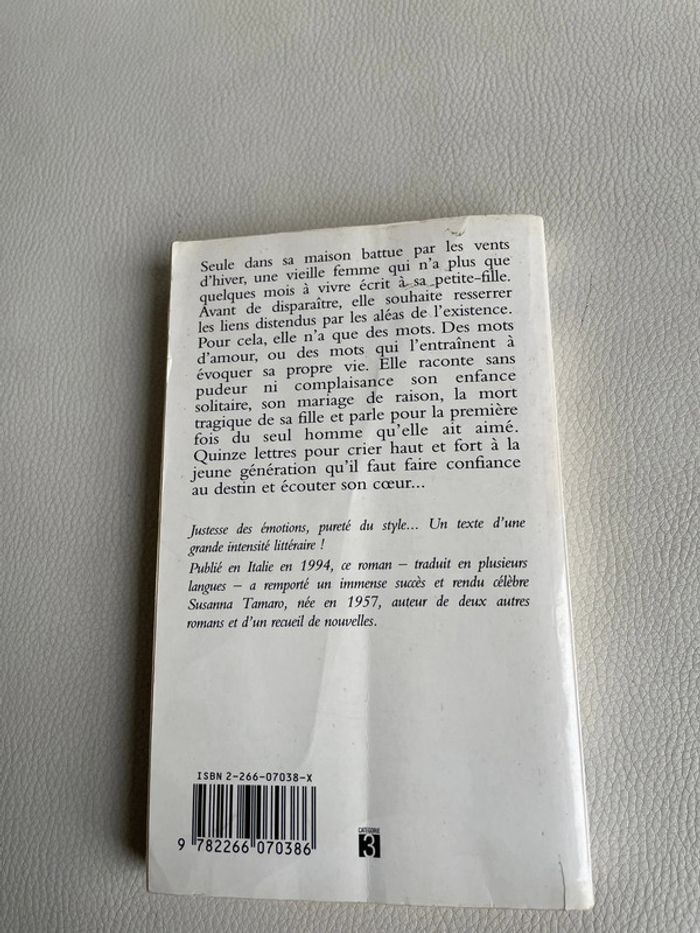 Seule dans sa maison battue par les vents
d'hiver, une vieille femme qui n'a plus que
quelques mois à vivre écrit à sa petite-fille.
Avant de disparaître, elle souhaite resserrer
les liens distendus par les aléas de l'existence.
Pour cela, elle n'a que des mots. Des mots
d'amour, ou des mots qui l'entraînent à
évoquer sa propre vie. Elle raconte sans
pudeur ni complaisance son enfance
solitaire, son mariage de raison, la mort
tragique de sa fille et parle pour la première
fois du seul homme qu'elle ait aimé.
Quinze lettres pour crier haut et fort à la
jeune génération qu'il faut faire confiance
au destin et écouter son cœur...
Justesse des émotions, pureté du style... Un texte d'une
grande intensité littéraire !
Publié en Italie en 1994, ce roman – traduit en plusieurs
langues – a remporté un immense succès et rendu célèbre
Susanna Tamaro, née en 1957, auteur de deux autres
romans et d'un recueil de nouvelles.
ISBN 2-266-07038-X
9 782266 070386
CATÉGORIE
3